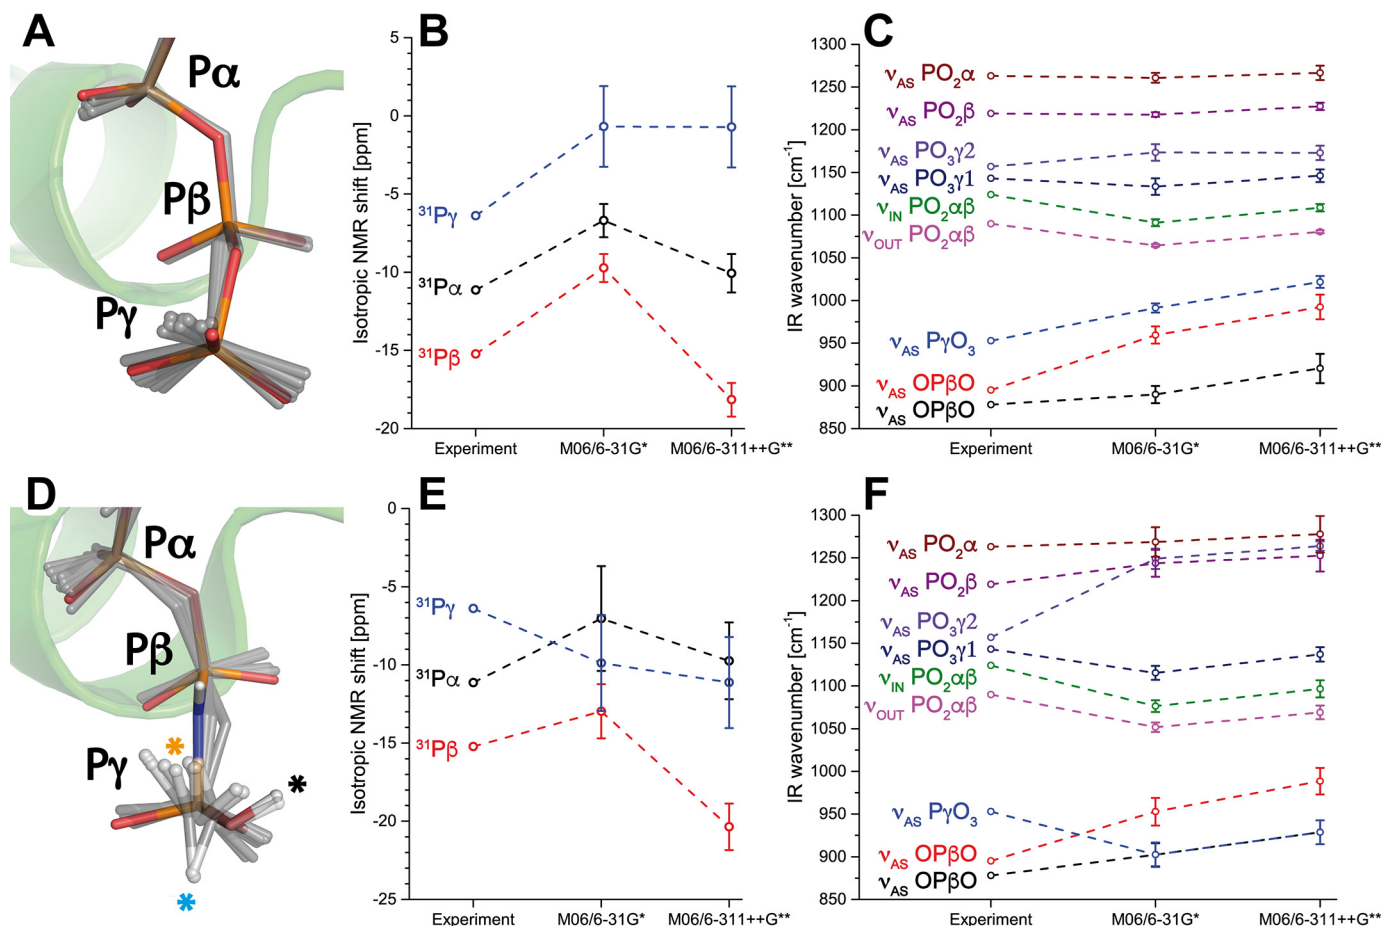 A
Pα
Pβ
Pγ
B
Isotropic NMR shift [ppm]
5
0
-5
-10
-15
-20
³¹Pγ
³¹Pα
³¹Pβ
Experiment M06/6-31G* M06/6-311++G**
C
IR wavenumber [cm⁻¹]
1300
1250
1200
1150
1100
1050
1000
950
900
850
νAS PO₂α
νAS PO₂β
νAS PO₃γ2
νAS PO₃γ1
νIN PO₂αβ
νOUT PO₂αβ
νAS PγO₃
νAS OPβO
νAS OPβO
Experiment M06/6-31G* M06/6-311++G**
D
Pα
Pβ
Pγ
*
*
*
E
Isotropic NMR shift [ppm]
0
-5
-10
-15
-20
-25
³¹Pγ
³¹Pα
³¹Pβ
Experiment M06/6-31G* M06/6-311++G**
F
IR wavenumber [cm⁻¹]
1300
1250
1200
1150
1100
1050
1000
950
900
850
νAS PO₂α
νAS PO₂β
νAS PO₃γ2
νAS PO₃γ1
νIN PO₂αβ
νOUT PO₂αβ
νAS PγO₃
νAS OPβO
νAS OPβO
Experiment M06/6-31G* M06/6-311++G**